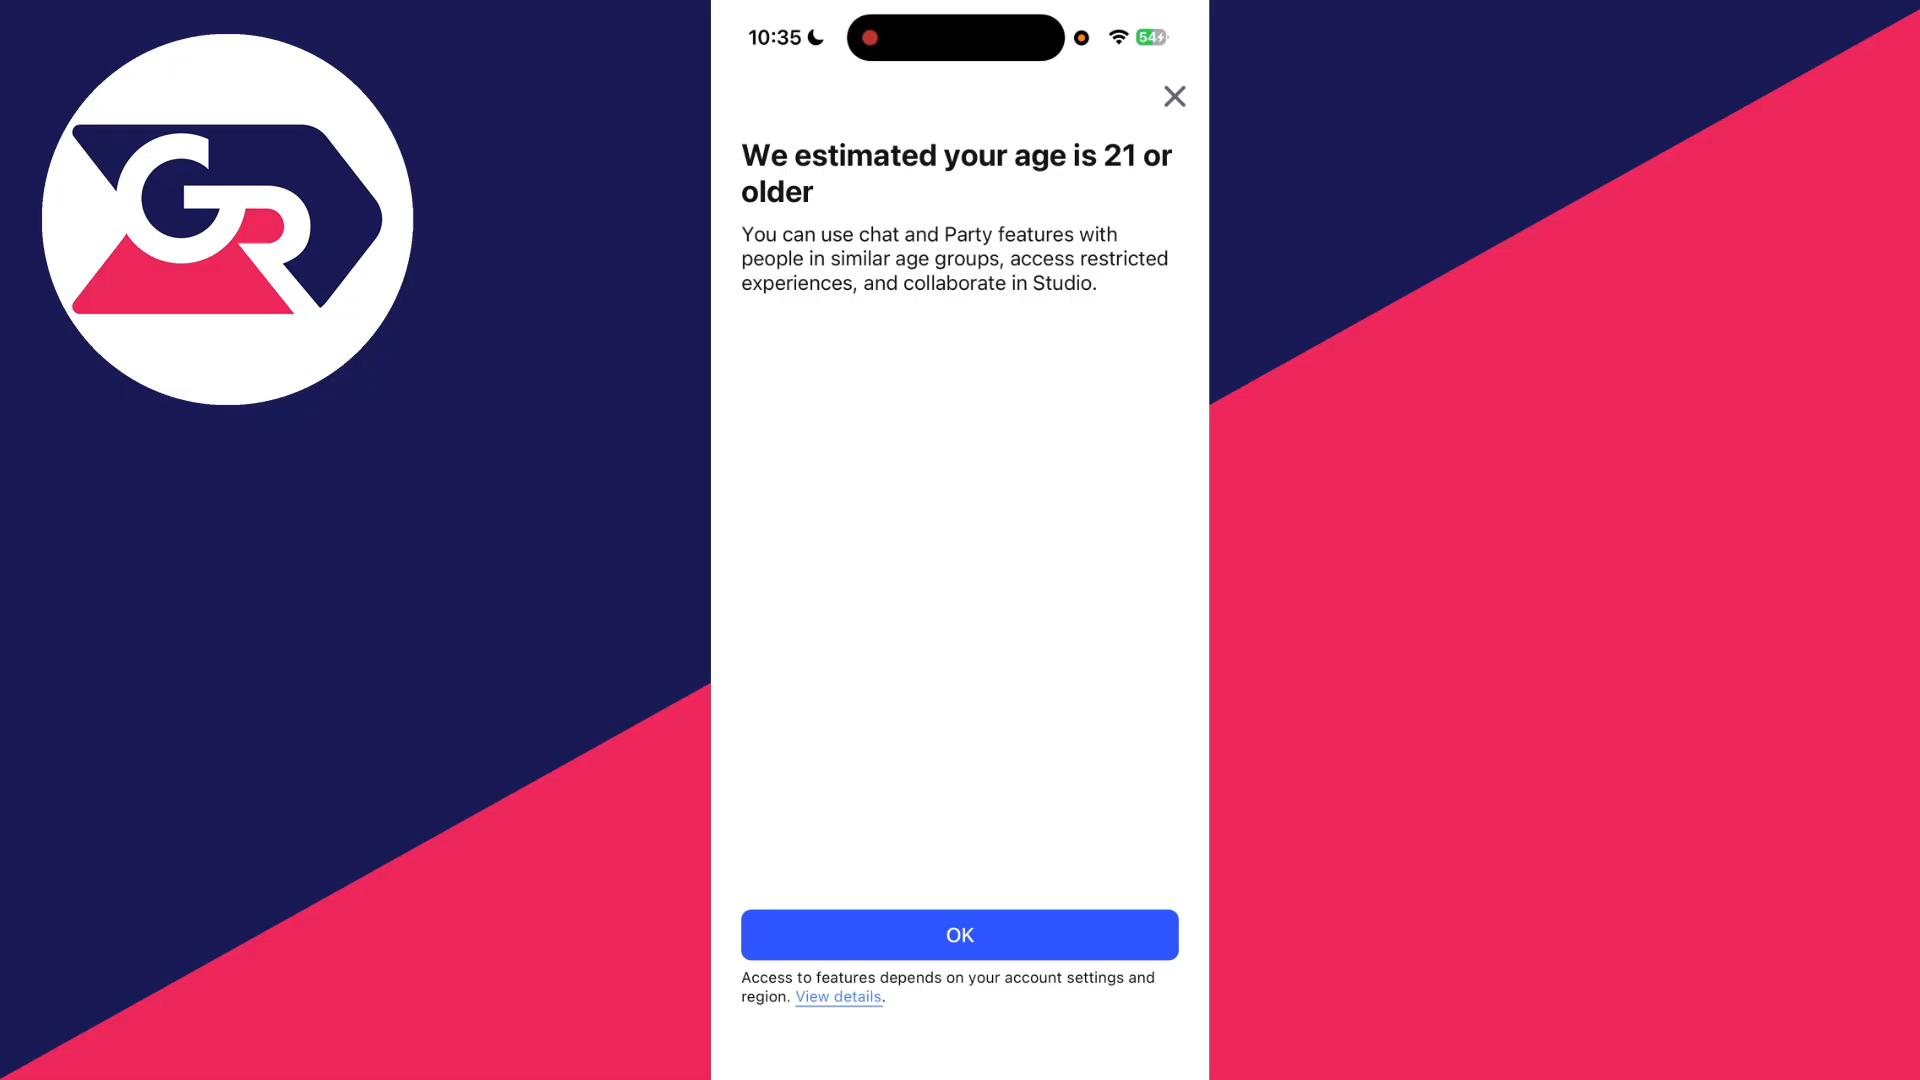 GR
10:35
54
We estimated your age is 21 or
older
You can use chat and Party features with
people in similar age groups, access restricted
experiences, and collaborate in Studio.
OK
Access to features depends on your account settings and
region. View details.